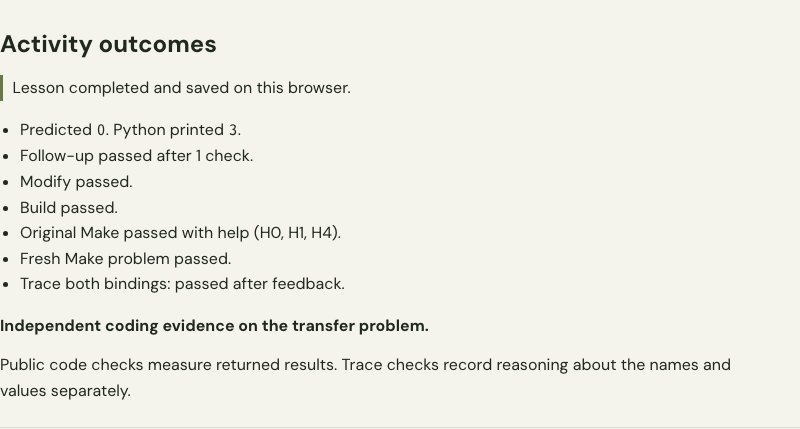 Activity outcomes
Lesson completed and saved on this browser.
• Predicted 0. Python printed 3.
• Follow-up passed after 1 check.
• Modify passed.
• Build passed.
• Original Make passed with help (H0, H1, H4).
• Fresh Make problem passed.
• Trace both bindings: passed after feedback.
Independent coding evidence on the transfer problem.
Public code checks measure returned results. Trace checks record reasoning about the names and
values separately.